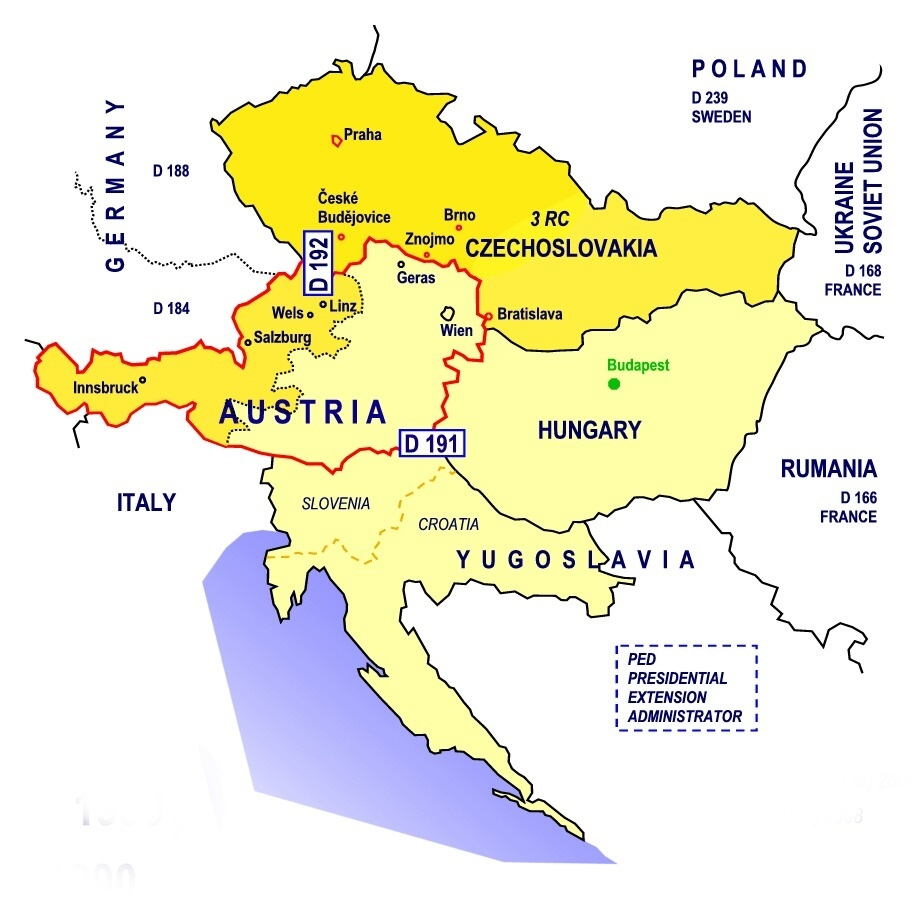 POLAND
D 239
SWEDEN
GERMANY
D 188
Praha
UKRAINE
SOVIET UNION
D 168
FRANCE
České
Budějovice
Brno
3 RC
Znojmo
CZECHOSLOVAKIA
D 192
Geras
D 184
Wels
Linz
Wien
Bratislava
Salzburg
Innsbruck
Budapest
AUSTRIA
HUNGARY
D 191
RUMANIA
D 166
FRANCE
ITALY
SLOVENIA
CROATIA
YUGOSLAVIA
PED
PRESIDENTIAL
EXTENSION
ADMINISTRATOR